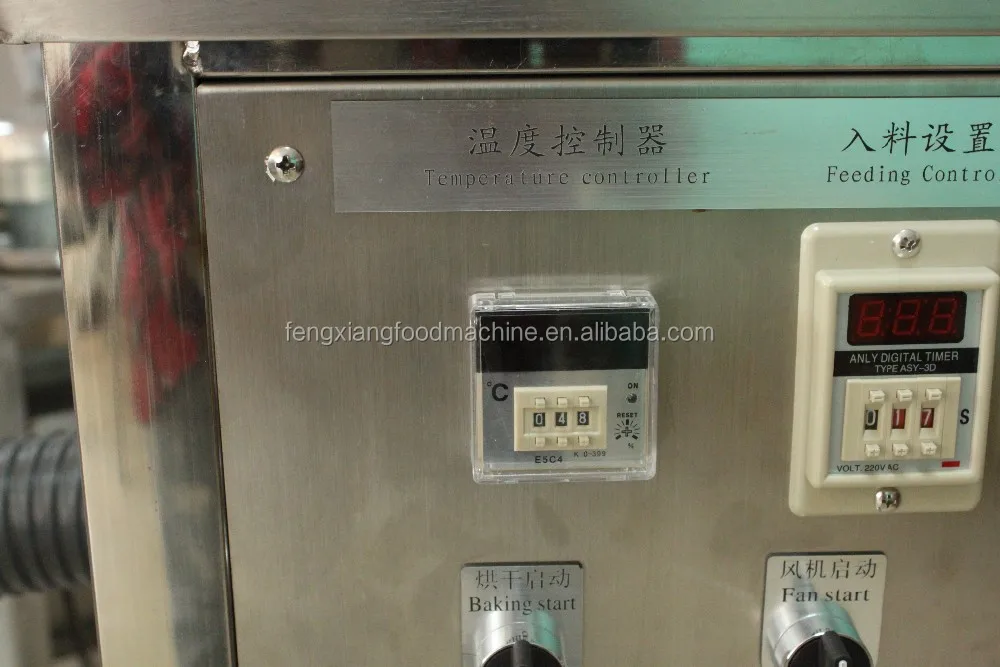 温度控制器
Temperature controller
入料设置
Feeding Contro
fengxiangfoodmachine.en.alibaba.com
°C
048
ON
RESET
%
E5C4
K 0-399
888
ANLY DIGITAL TIMER
TYPE ASY-3D
017
S
VOLT. 220V AC
烘干启动
Baking start
风机启动
Fan start